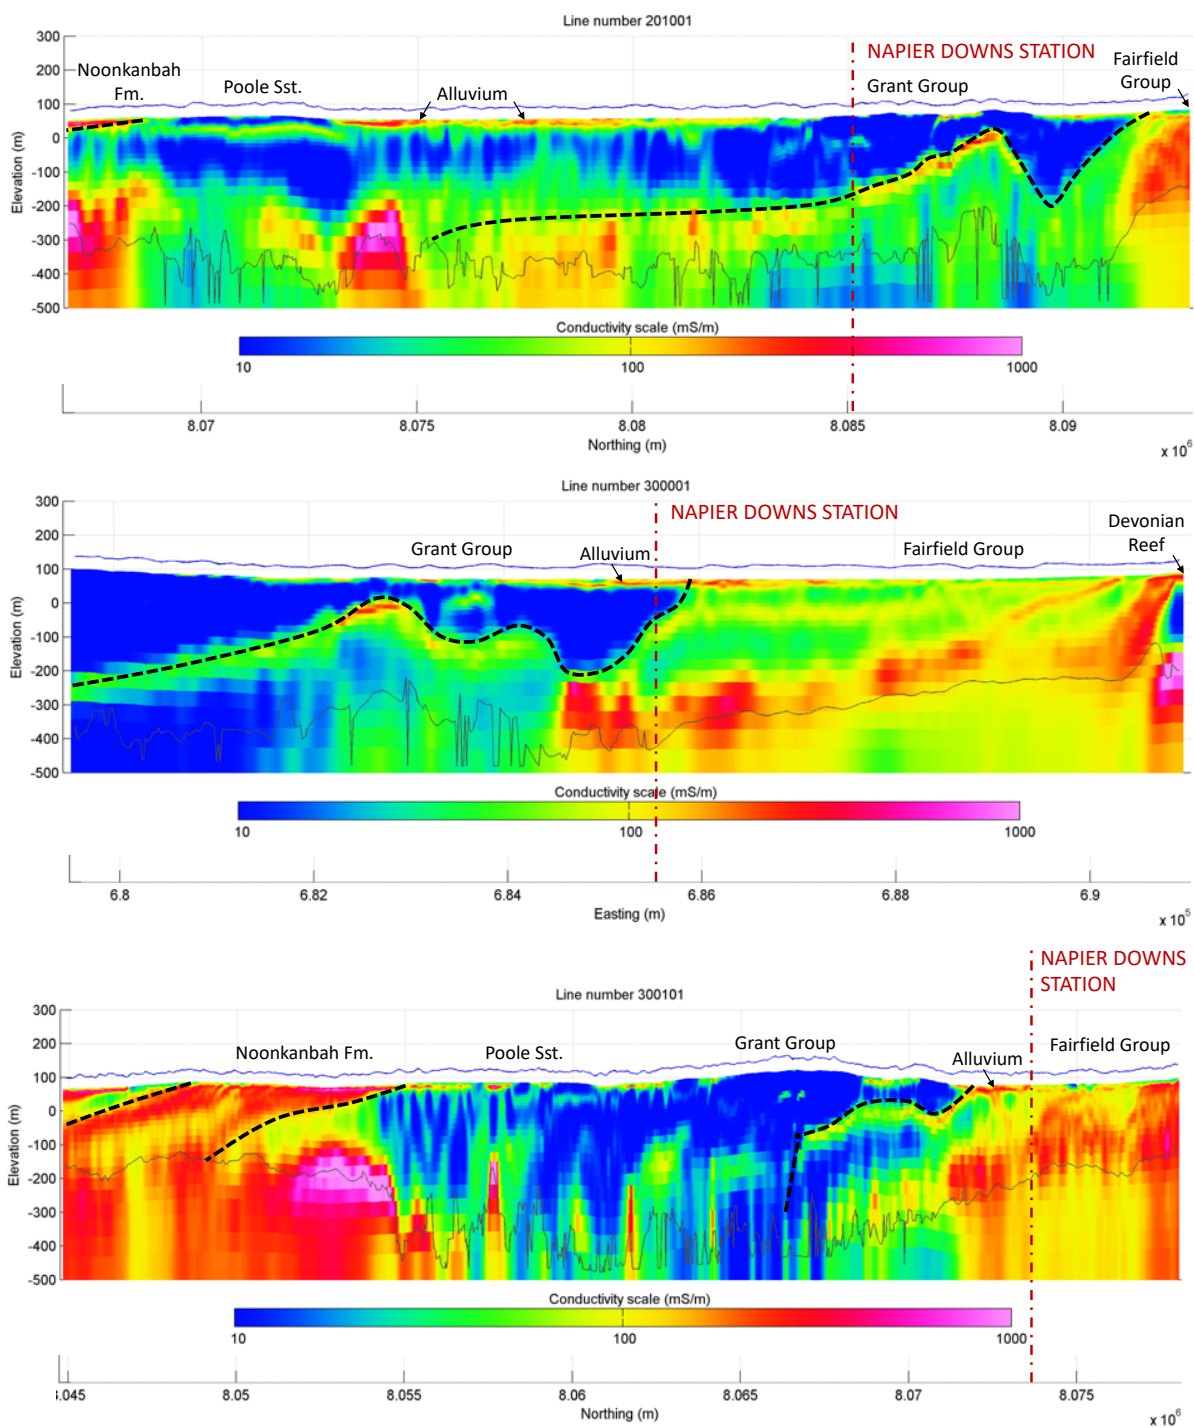 Line number 201001
300
200
100
0
-100
-200
-300
-400
-500
Elevation (m)
Noonkanbah
Fm.
Poole Sst.
Alluvium
NAPIER DOWNS STATION
Grant Group
Fairfield
Group
Conductivity scale (mS/m)
10 100 1000
8.07 8.075 8.08 8.085 8.09
Northing (m)
x 10⁶
Line number 300001
300
200
100
0
-100
-200
-300
-400
-500
Elevation (m)
NAPIER DOWNS STATION
Grant Group
Alluvium
Fairfield Group
Devonian
Reef
Conductivity scale (mS/m)
10 100 1000
6.8 6.82 6.84 6.86 6.88 6.9
Easting (m)
x 10⁵
NAPIER DOWNS
STATION
Line number 300101
300
200
100
0
-100
-200
-300
-400
-500
Elevation (m)
Noonkanbah Fm.
Poole Sst.
Grant Group
Alluvium
Fairfield Group
Conductivity scale (mS/m)
10 100 1000
.045 8.05 8.055 8.06 8.065 8.07 8.075
Northing (m)
x 10⁶